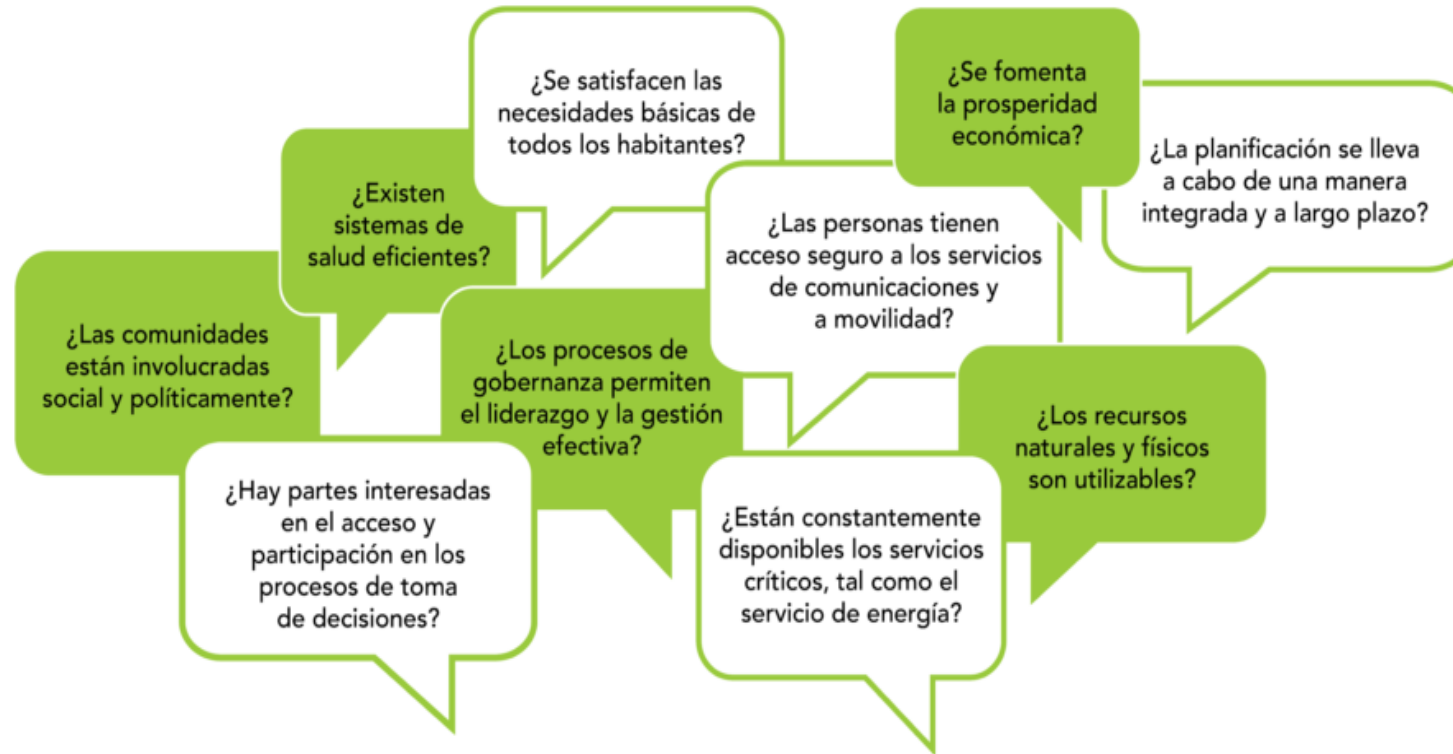 ¿Se satisfacen las
necesidades básicas de
todos los habitantes?
¿Se fomenta
la prosperidad
económica?
¿La planificación se lleva
a cabo de una manera
integrada y a largo plazo?
¿Existen
sistemas de
salud eficientes?
¿Las personas tienen
acceso seguro a los servicios
de comunicaciones y
a movilidad?
¿Las comunidades
están involucradas
social y políticamente?
¿Los procesos de
gobernanza permiten
el liderazgo y la gestión
efectiva?
¿Los recursos
naturales y físicos
son utilizables?
¿Hay partes interesadas
en el acceso y
participación en los
procesos de toma
de decisiones?
¿Están constantemente
disponibles los servicios
críticos, tal como el
servicio de energía?